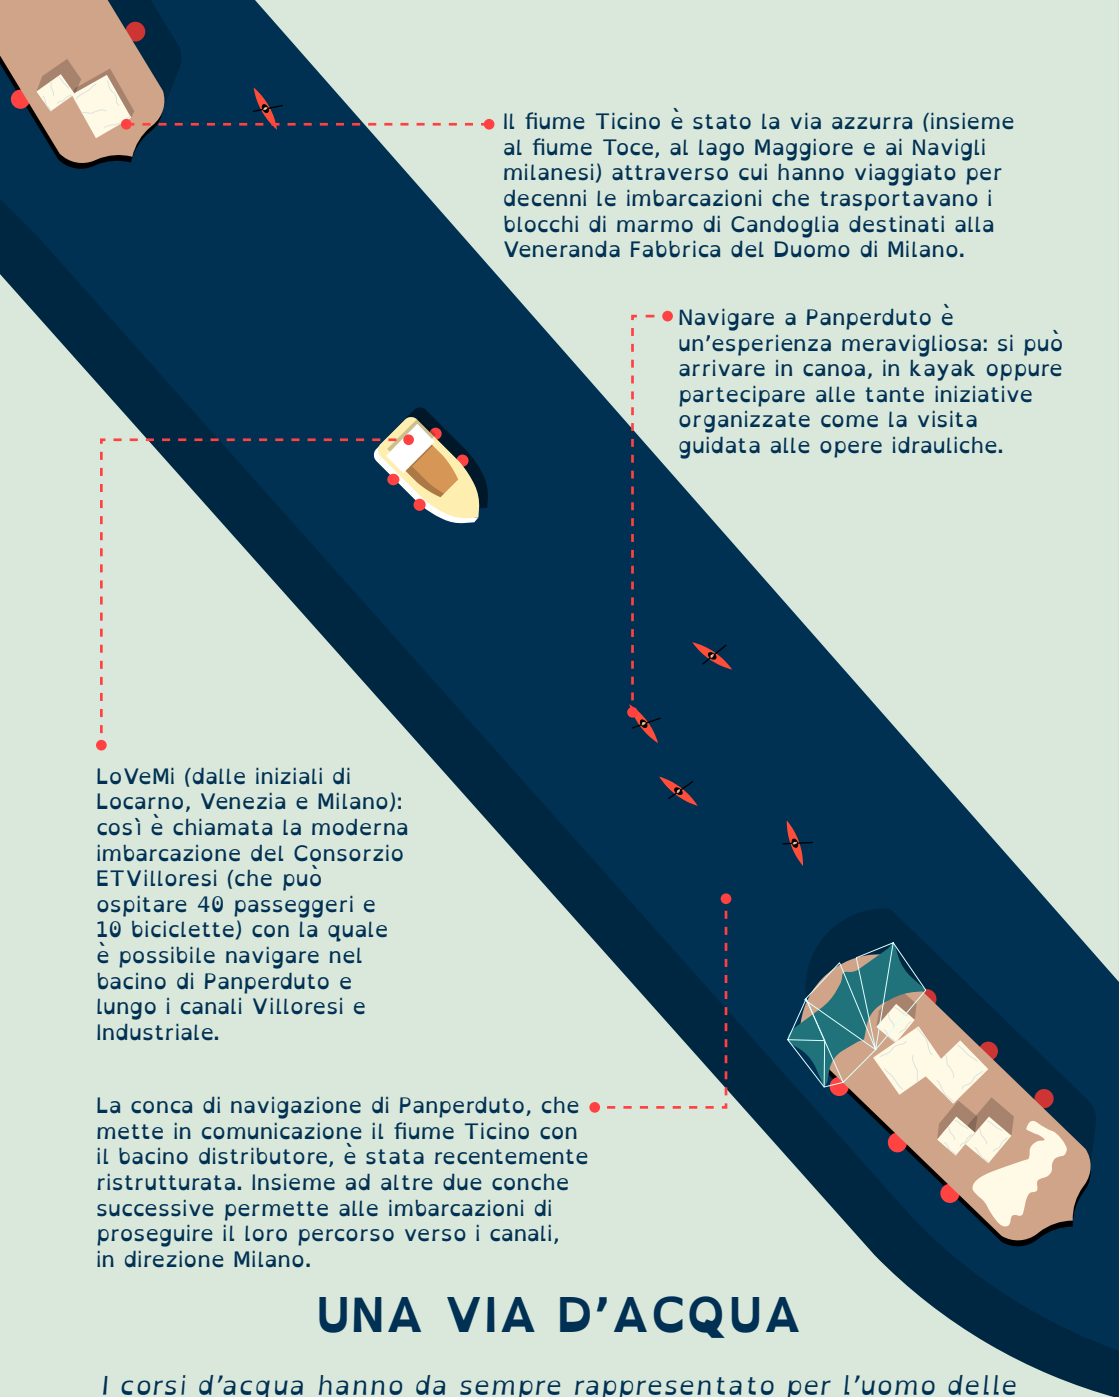 Il fiume Ticino è stato la via azzurra (insieme
al fiume Toce, al lago Maggiore e ai Navigli
milanesi) attraverso cui hanno viaggiato per
decenni le imbarcazioni che trasportavano i
blocchi di marmo di Candoglia destinati alla
Veneranda Fabbrica del Duomo di Milano.
Navigare a Panperduto è
un’esperienza meravigliosa: si può
arrivare in canoa, in kayak oppure
partecipare alle tante iniziative
organizzate come la visita
guidata alle opere idrauliche.
LoVeMi (dalle iniziali di
Locarno, Venezia e Milano):
così è chiamata la moderna
imbarcazione del Consorzio
ETVilloresi (che può
ospitare 40 passeggeri e
10 biciclette) con la quale
è possibile navigare nel
bacino di Panperduto e
lungo i canali Villoresi e
Industriale.
La conca di navigazione di Panperduto, che
mette in comunicazione il fiume Ticino con
il bacino distributore, è stata recentemente
ristrutturata. Insieme ad altre due conche
successive permette alle imbarcazioni di
proseguire il loro percorso verso i canali,
in direzione Milano.
UNA VIA D’ACQUA
I corsi d’acqua hanno da sempre rappresentato per l’uomo delle